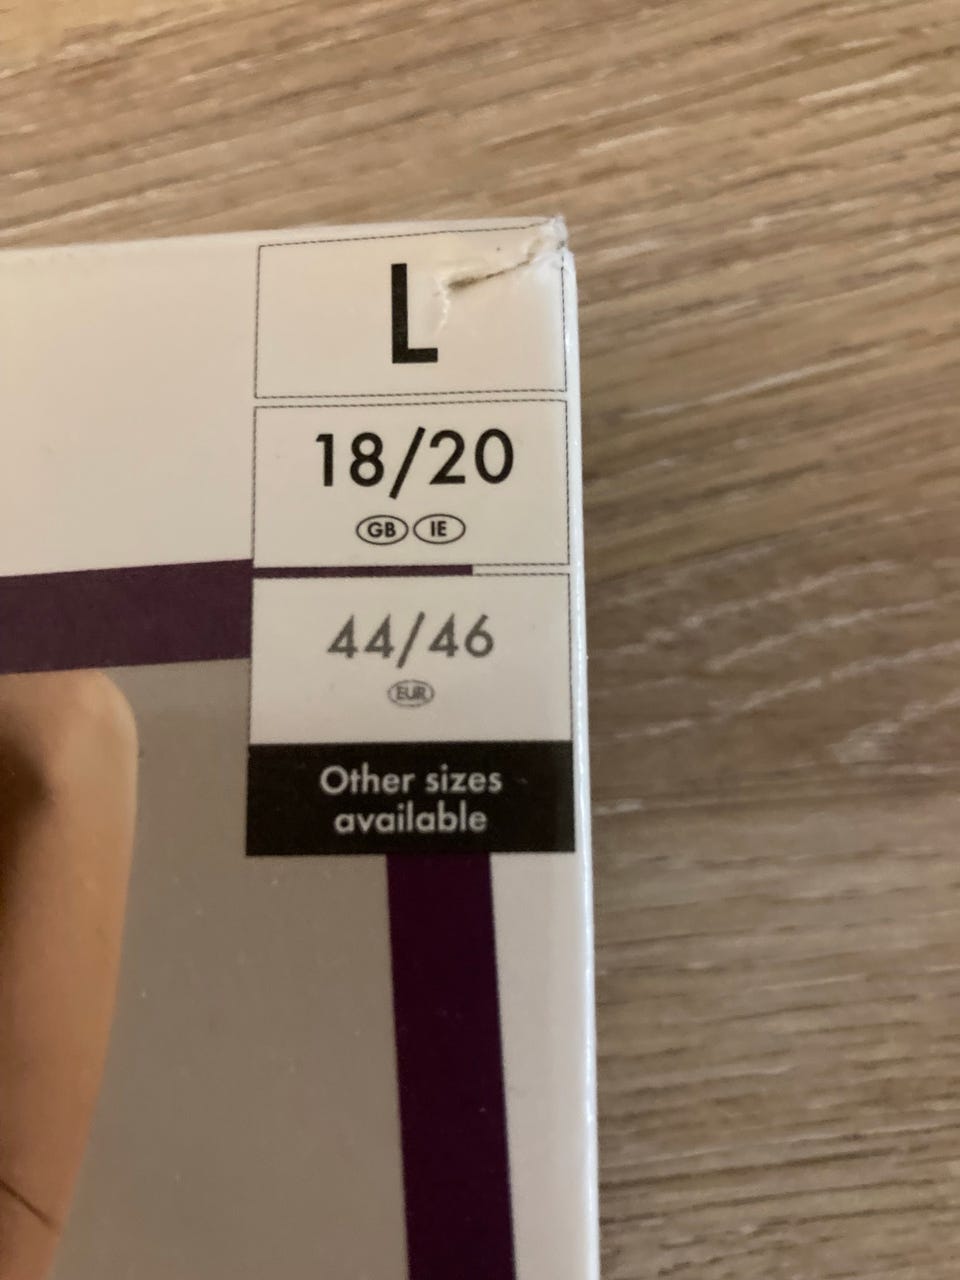 L
18/20
GB IE
44/46
EUR
Other sizes
available